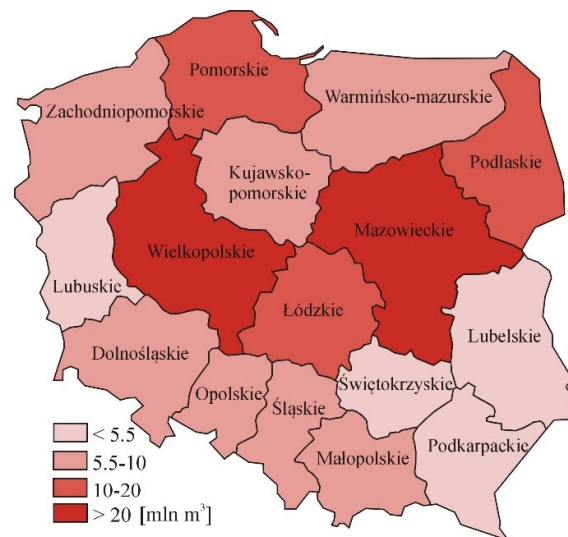 Pomorskie
Zachodniopomorskie
Warmińsko-mazurskie
Podlaskie
Kujawsko-
pomorskie
Mazowieckie
Wielkopolskie
Lubuskie
Łódzkie
Lubelskie
Dolnośląskie
Świętokrzyskie
Opolskie
Śląskie
Podkarpackie
Małopolskie
< 5.5
5.5-10
10-20
> 20 [mln m³]